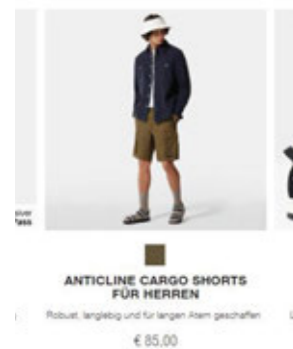 ANTICLINE CARGO SHORTS
FÜR HERREN
Robust, langlebig und für langen Atem geschaffen
€ 85,00